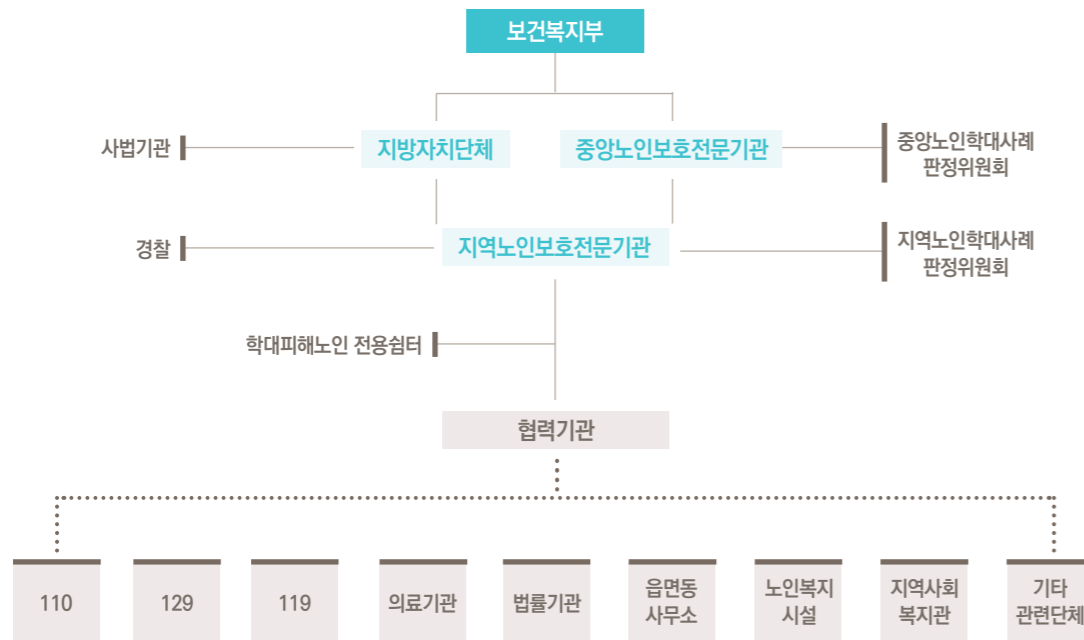 보건복지부
사법기관
지방자치단체
중앙노인보호전문기관
중앙노인학대사례
판정위원회
경찰
지역노인보호전문기관
지역노인학대사례
판정위원회
학대피해노인 전용쉼터
협력기관
110
129
119
의료기관
법률기관
읍면동
사무소
노인복지
시설
지역사회
복지관
기타
관련단체